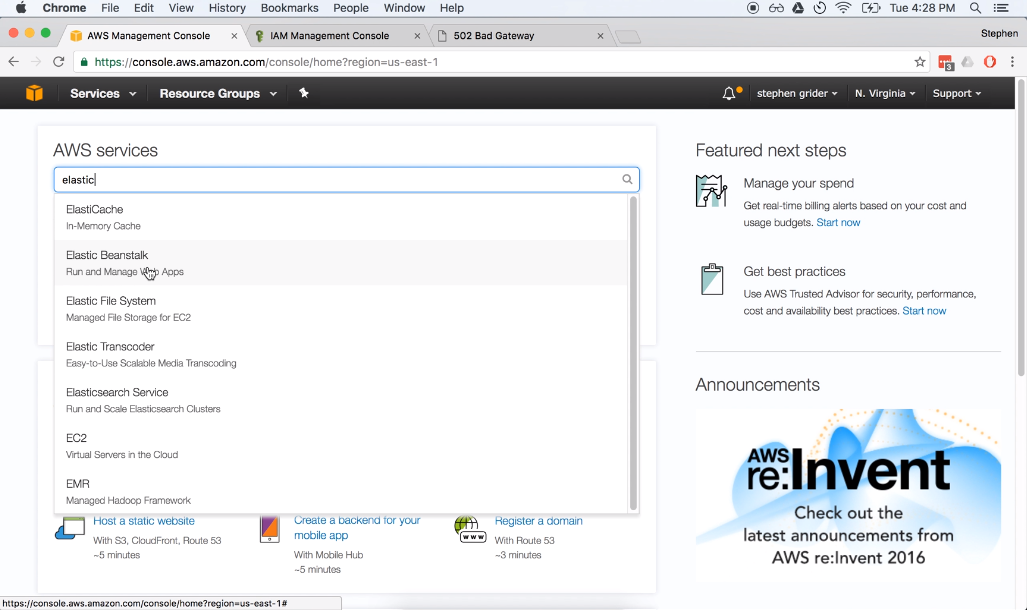 Chrome File Edit View History Bookmarks People Window Help Tue 4:28 PM
AWS Management Console IAM Management Console 502 Bad Gateway Stephen
https://console.aws.amazon.com/console/home?region=us-east-1 3
Services Resource Groups stephen grider N. Virginia Support
AWS services
elastic
ElastiCache
In-Memory Cache
Elastic Beanstalk
Run and Manage Web Apps
Elastic File System
Managed File Storage for EC2
Elastic Transcoder
Easy-to-Use Scalable Media Transcoding
Elasticsearch Service
Run and Scale Elasticsearch Clusters
EC2
Virtual Servers in the Cloud
EMR
Managed Hadoop Framework
Host a static website
With S3, CloudFront, Route 53
~5 minutes
Create a backend for your
mobile app
With Mobile Hub
~5 minutes
www
Register a domain
With Route 53
~3 minutes
Featured next steps
Manage your spend
Get real-time billing alerts based on your cost and
usage budgets. Start now
Get best practices
Use AWS Trusted Advisor for security, performance,
cost and availability best practices. Start now
Announcements
AWS
re:Invent
Check out the
latest announcements from
AWS re:Invent 2016
https://console.aws.amazon.com/console/home?region=us-east-1#